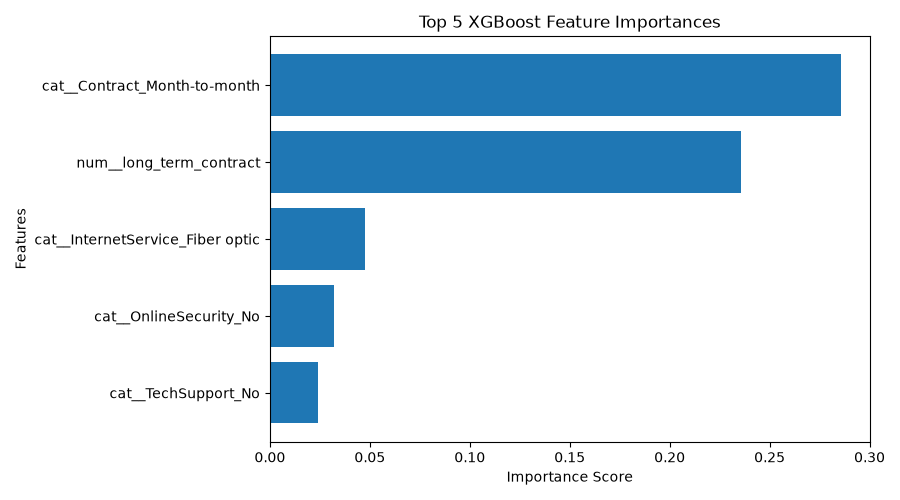 Top 5 XGBoost Feature Importances
Features
cat__Contract_Month-to-month
num__long_term_contract
cat__InternetService_Fiber optic
cat__OnlineSecurity_No
cat__TechSupport_No
0.00 0.05 0.10 0.15 0.20 0.25 0.30
Importance Score